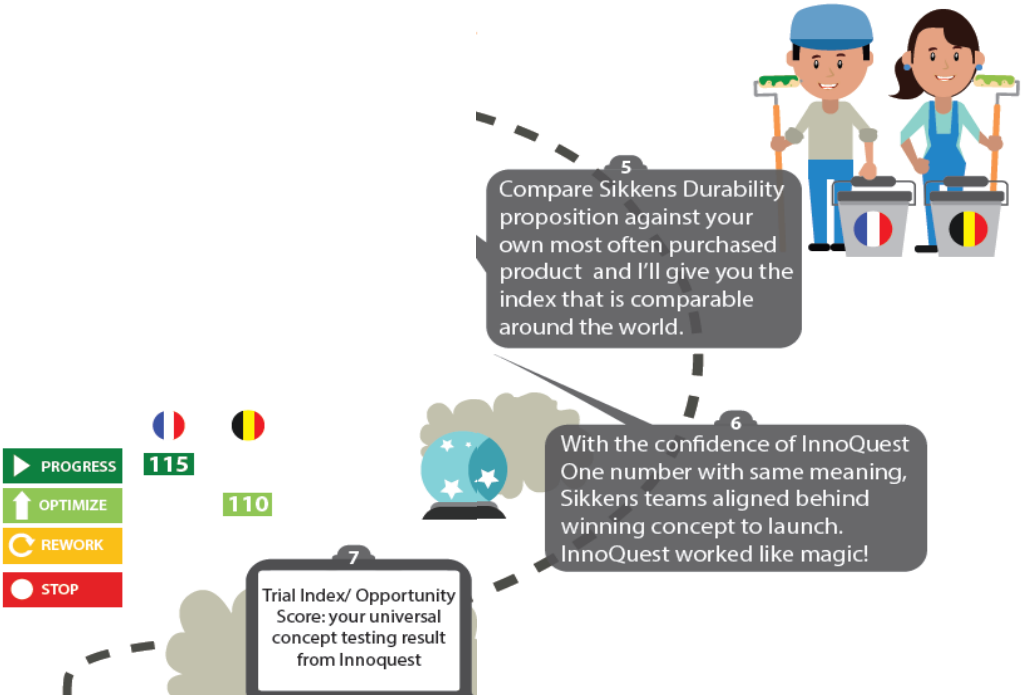 5
Compare Sikkens Durability
proposition against your
own most often purchased
product and I'll give you the
index that is comparable
around the world.
6
With the confidence of InnoQuest
One number with same meaning,
Sikkens teams aligned behind
winning concept to launch.
InnoQuest worked like magic!
PROGRESS
115
OPTIMIZE
110
REWORK
STOP
7
Trial Index/ Opportunity
Score: your universal
concept testing result
from Innoquest